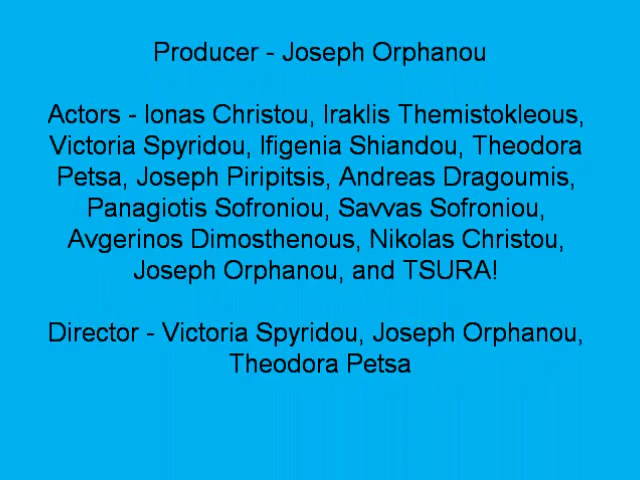 Producer - Joseph Orphanou
Actors - Ionas Christou, Iraklis Themistokleous,
Victoria Spyridou, Ifigenia Shiandou, Theodora
Petsa, Joseph Piripitsis, Andreas Dragoumis,
Panagiotis Sofroniou, Savvas Sofroniou,
Avgerinos Dimosthenous, Nikolas Christou,
Joseph Orphanou, and TSURA!
Director - Victoria Spyridou, Joseph Orphanou,
Theodora Petsa